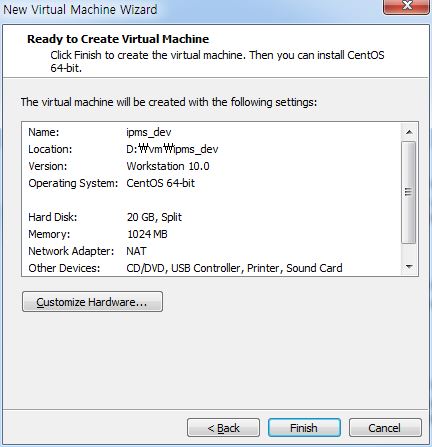 New Virtual Machine Wizard
Ready to Create Virtual Machine
Click Finish to create the virtual machine. Then you can install CentOS
64-bit.
The virtual machine will be created with the following settings:
Name: ipms_dev
Location: D:₩vm₩ipms_dev
Version: Workstation 10.0
Operating System: CentOS 64-bit
Hard Disk: 20 GB, Split
Memory: 1024 MB
Network Adapter: NAT
Other Devices: CD/DVD, USB Controller, Printer, Sound Card
Customize Hardware...
< Back Finish Cancel